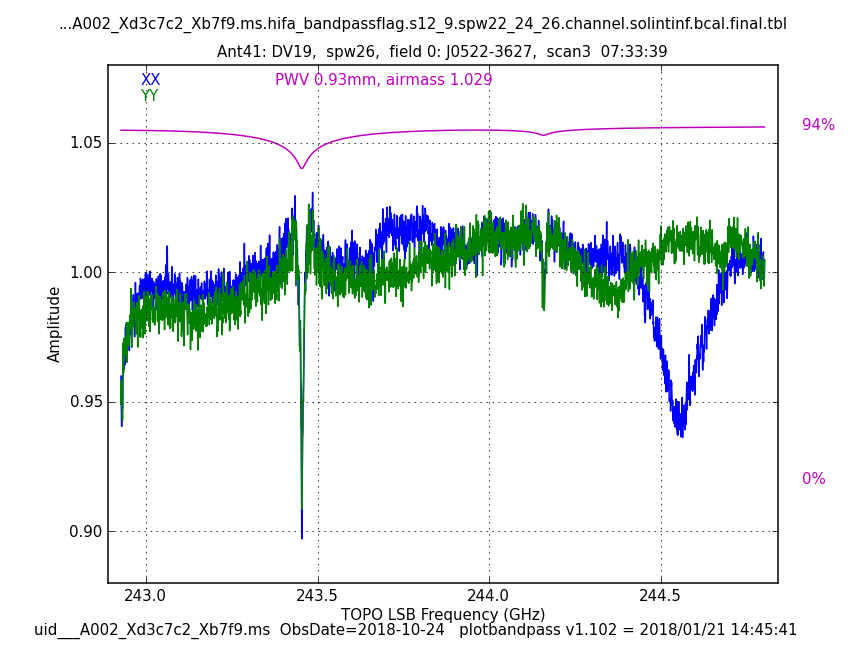 ...A002_Xd3c7c2_Xb7f9.ms.hifa_bandpassflag.s12_9.spw22_24_26.channel.solintinf.bcal.final.tbl
Ant41: DV19, spw26, field 0: J0522-3627, scan3 07:33:39
XX
PWV 0.93mm, airmass 1.029
YY
94%
1.05
1.00
Amplitude
0.95
0%
0.90
243.0 243.5 244.0 244.5
TOPO LSB Frequency (GHz)
uid___A002_Xd3c7c2_Xb7f9.ms ObsDate=2018-10-24 plotbandpass v1.102 = 2018/01/21 14:45:41